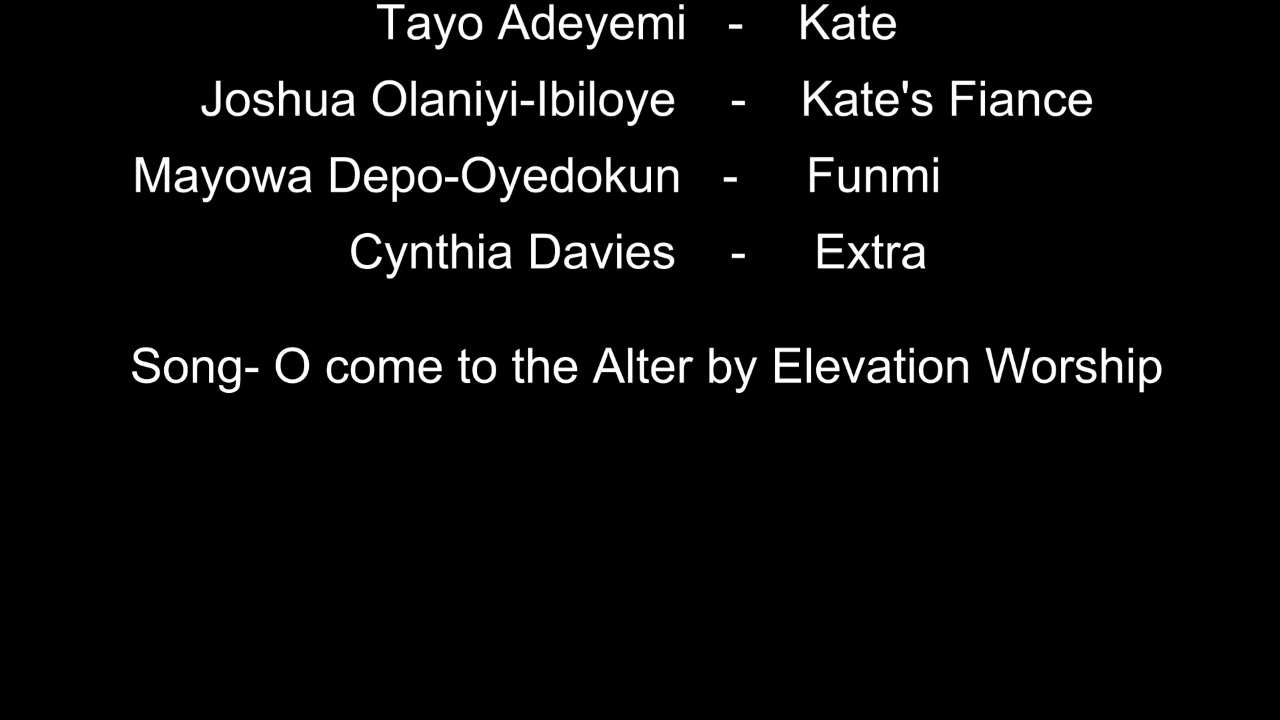 Tayo Adeyemi - Kate
Joshua Olaniyi-Ibiloye - Kate's Fiance
Mayowa Depo-Oyedokun - Funmi
Cynthia Davies - Extra
Song- O come to the Alter by Elevation Worship